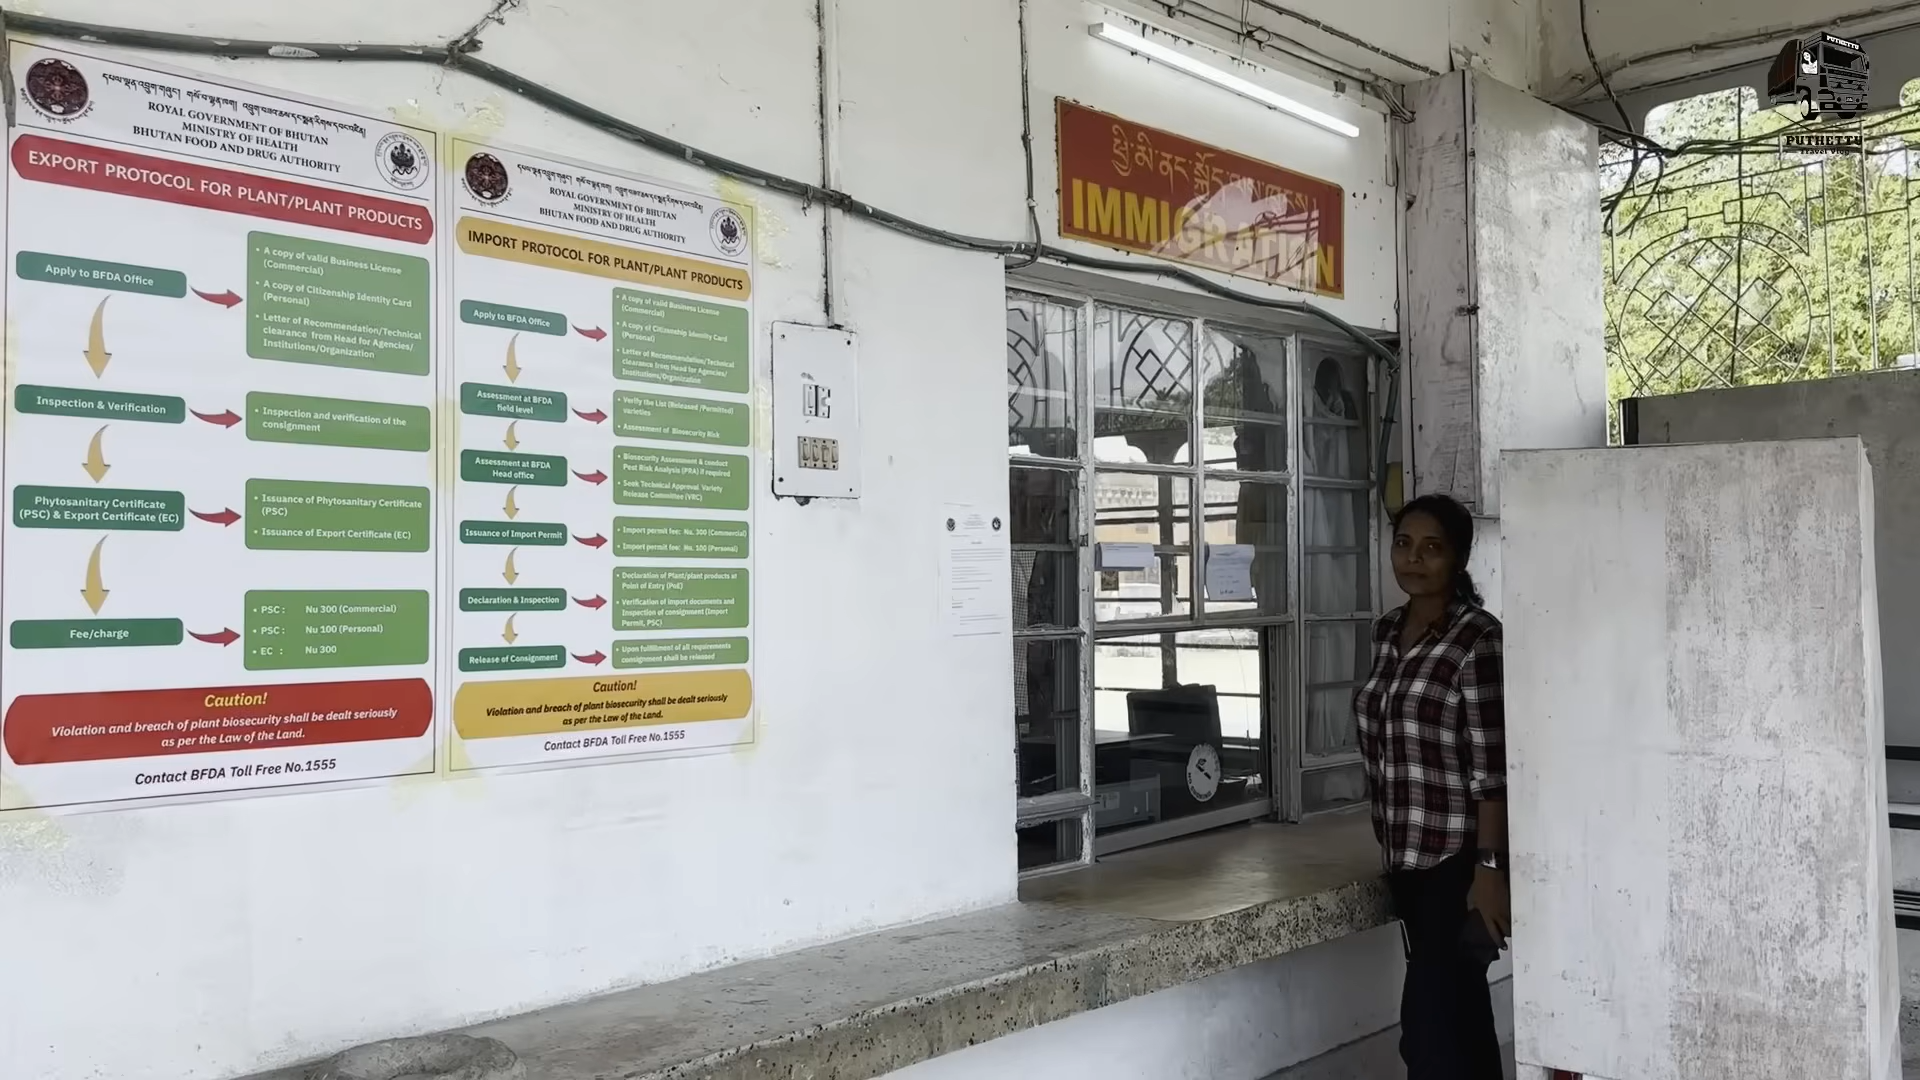 དཔལ་ལྡན་འབྲུག་གཞུང་།
ROYAL GOVERNMENT OF BHUTAN
MINISTRY OF HEALTH
BHUTAN FOOD AND DRUG AUTHORITY
EXPORT PROTOCOL FOR PLANT/PLANT PRODUCTS
Apply to BFDA Office
• A copy of valid Business License
(Commercial)
• A copy of Citizenship Identity Card
(Personal)
• Letter of Recommendation/Technical
clearance from Head for Agencies/
Institutions/Organization
Inspection & Verification
• Inspection and verification of the
consignment
Phytosanitary Certificate
(PSC) & Export Certificate (EC)
• Issuance of Phytosanitary Certificate
(PSC)
• Issuance of Export Certificate (EC)
Fee/charge
• PSC : Nu 300 (Commercial)
• PSC : Nu 100 (Personal)
• EC : Nu 300
Caution!
Violation and breach of plant biosecurity shall be dealt seriously
as per the Law of the Land.
Contact BFDA Toll Free No.1555
དཔལ་ལྡན་འབྲུག་གཞུང་།
ROYAL GOVERNMENT OF BHUTAN
MINISTRY OF HEALTH
BHUTAN FOOD AND DRUG AUTHORITY
IMPORT PROTOCOL FOR PLANT/PLANT PRODUCTS
Apply to BFDA Office
• A copy of valid Business License
(Commercial)
• A copy of Citizenship Identity Card
(Personal)
• Letter of Recommendation/Technical
clearance from Head for Agencies/
Institutions/Organization
Assessment at BFDA
field level
• Verify the List (Released /Permitted)
varieties
• Assessment of Biosecurity Risk
Assessment at BFDA
Head office
• Biosecurity Assessment & conduct
Pest Risk Analysis (PRA) if required
• Seek Technical Approval Variety
Release Committee (VRC)
Issuance of Import Permit
• Import permit fee: Nu. 300 (Commercial)
• Import permit fee: Nu. 100 (Personal)
Declaration & Inspection
• Declaration of Plant/plant products at
Point of Entry (PoE)
• Verification of import documents and
Inspection of consignment (Import
Permit, PSC)
Release of Consignment
• Upon fulfillment of all requirements
consignment shall be released
Caution!
Violation and breach of plant biosecurity shall be dealt seriously
as per the Law of the Land.
Contact BFDA Toll Free No.1555
IMMIGRATION
NO SMOKING
PUTHETTU
PUTHETTU
Travel Vlog